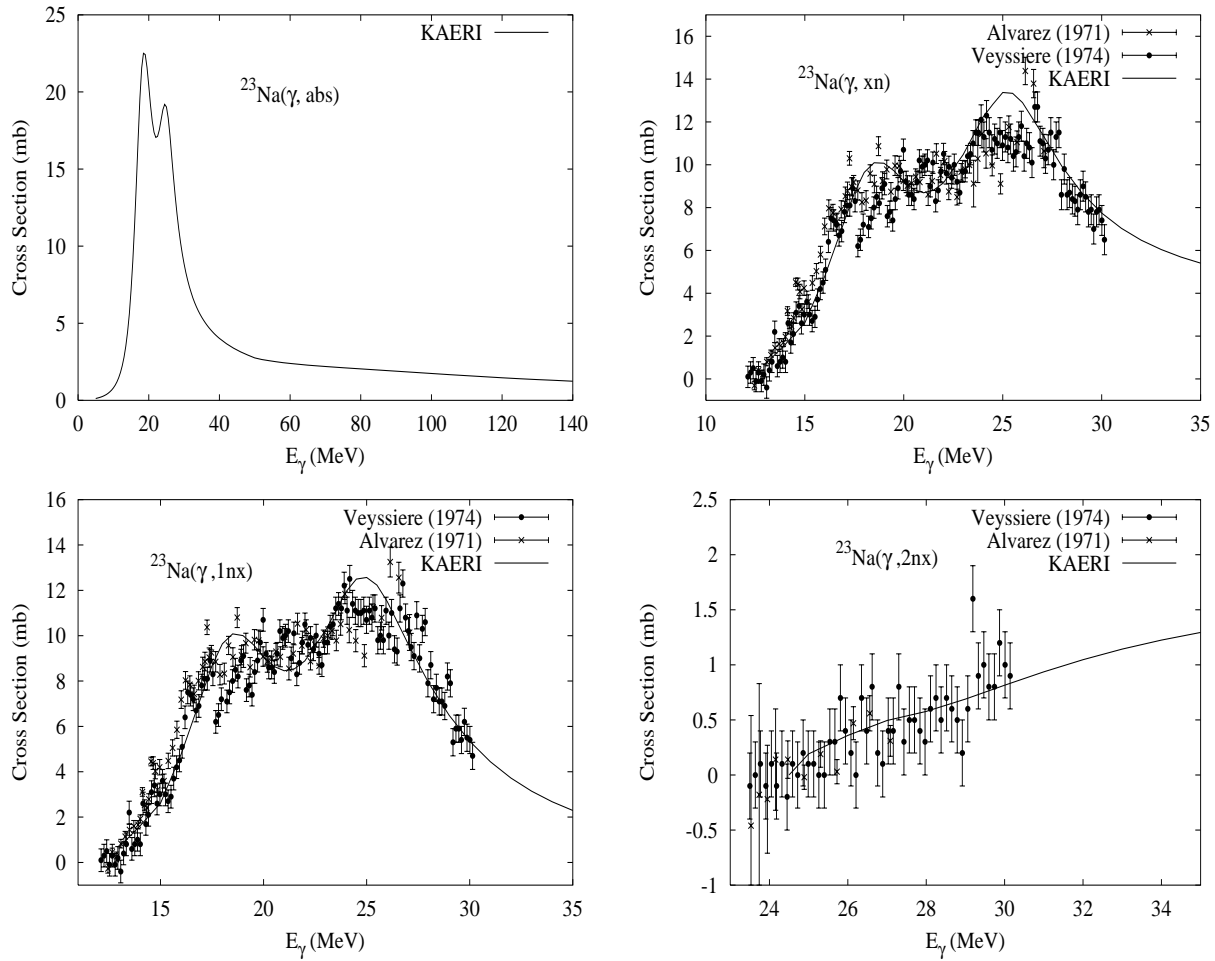 KAERI
²³Na(γ, abs)
Cross Section (mb)
25
20
15
10
5
0
0 20 40 60 80 100 120 140
Eγ (MeV)
Alvarez (1971)
Veyssiere (1974)
KAERI
²³Na(γ, xn)
Cross Section (mb)
16
14
12
10
8
6
4
2
0
10 15 20 25 30 35
Eγ (MeV)
Veyssiere (1974)
Alvarez (1971)
KAERI
²³Na(γ,1nx)
Cross Section (mb)
16
14
12
10
8
6
4
2
0
15 20 25 30 35
Eγ (MeV)
Veyssiere (1974)
Alvarez (1971)
KAERI
²³Na(γ,2nx)
Cross Section (mb)
2.5
2
1.5
1
0.5
0
-0.5
-1
24 26 28 30 32 34
Eγ (MeV)